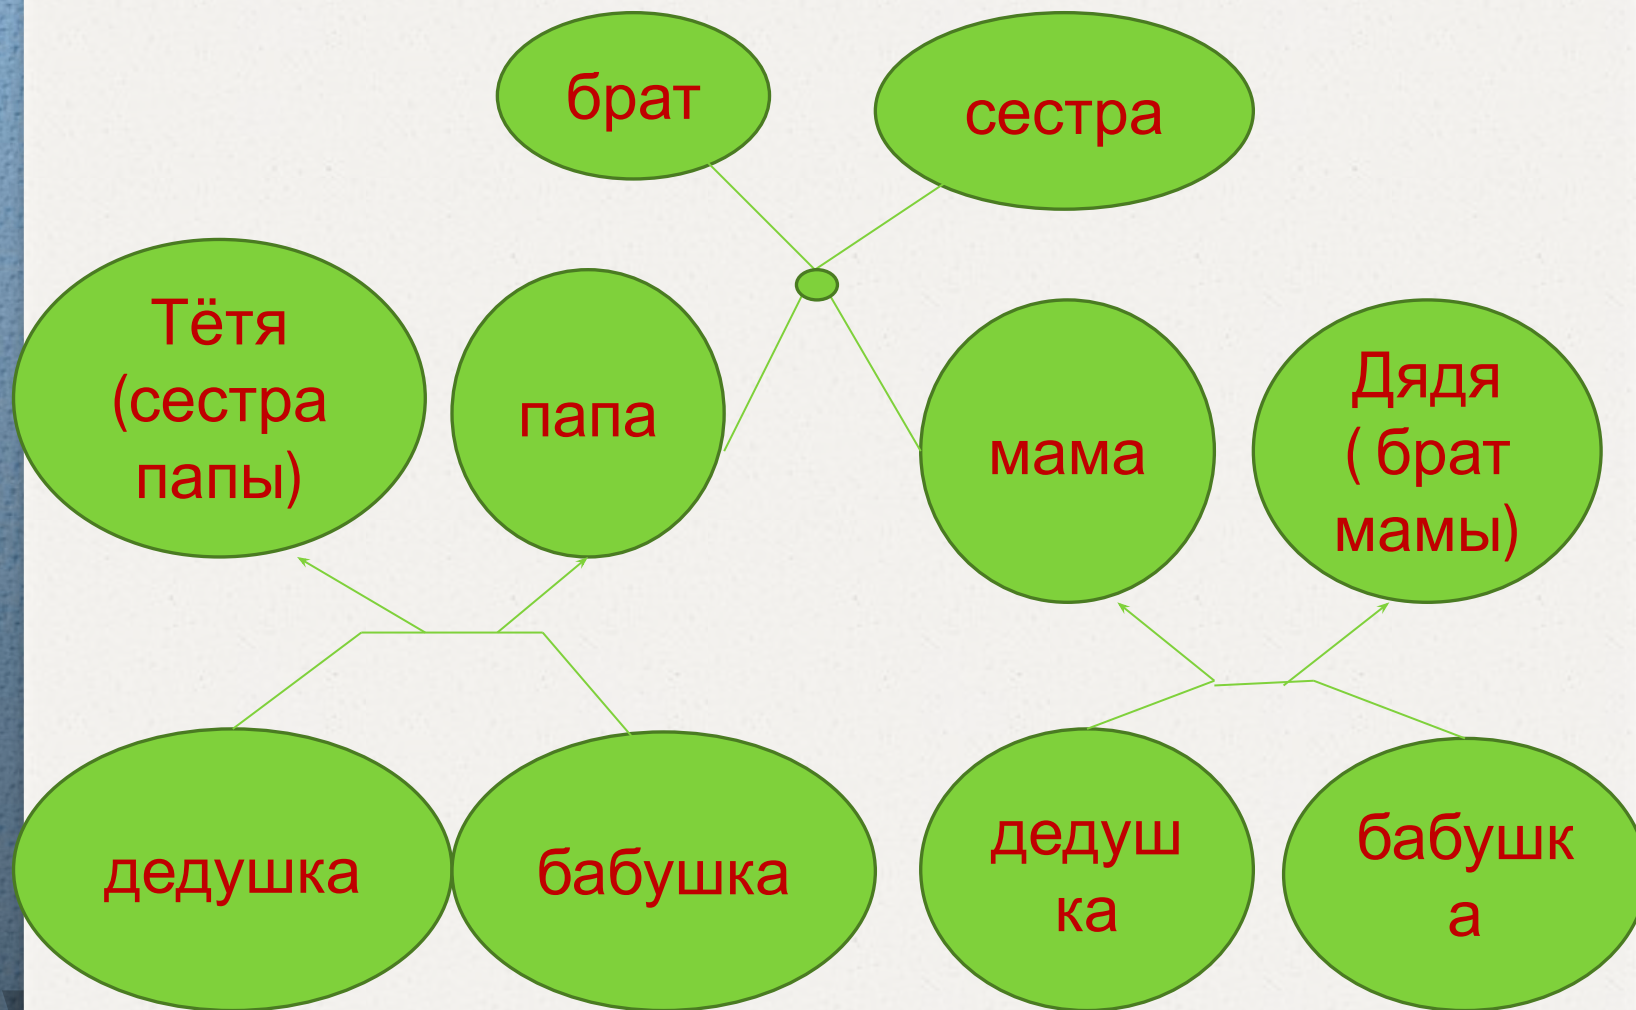 брат
сестра
Тётя
(сестра
папы)
папа
мама
Дядя
( брат
мамы)
дедушка
бабушка
дедуш
ка
бабушк
а